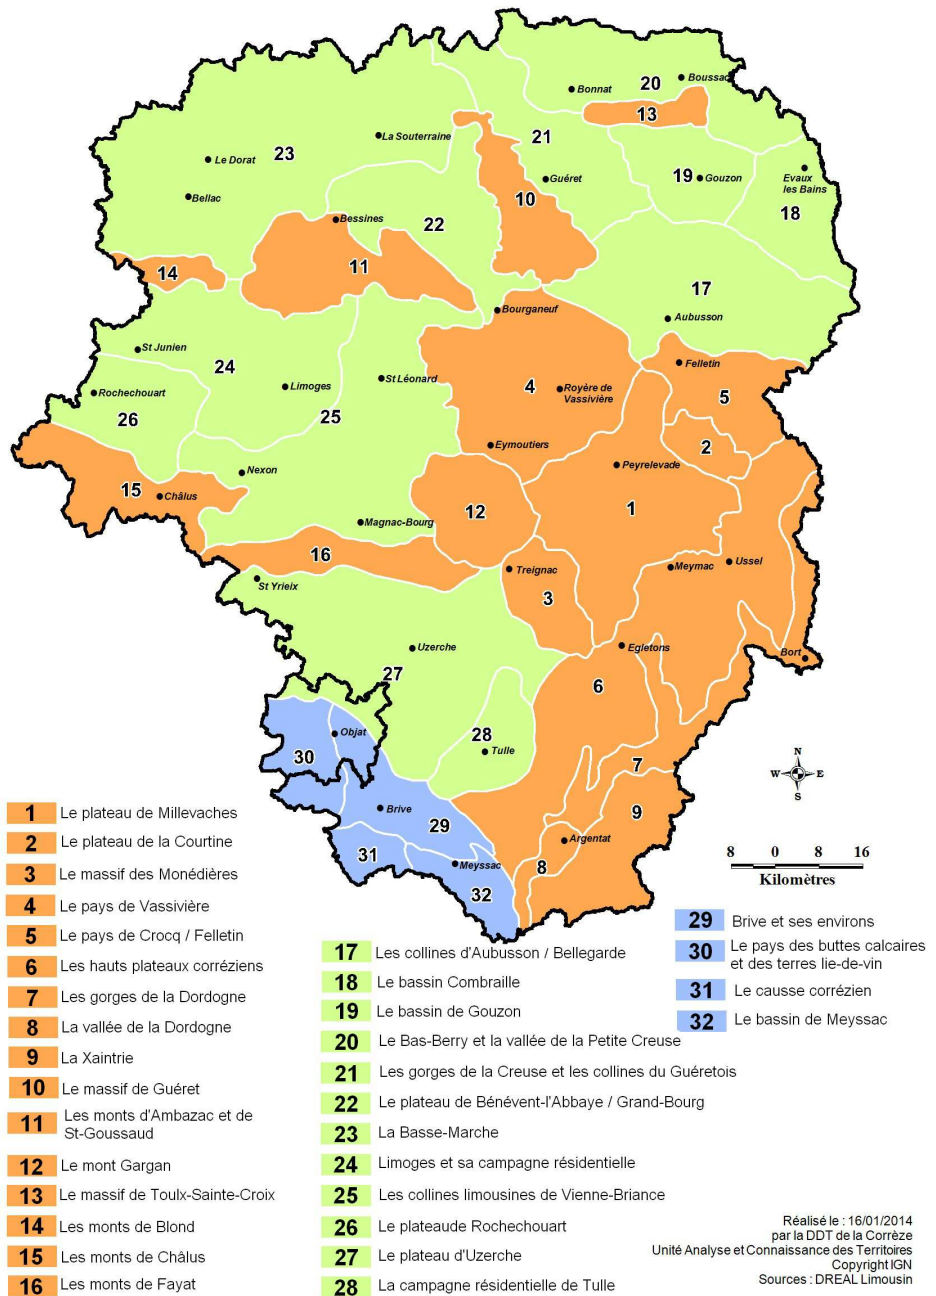 20
Boussac
Bonnat
13
21
La Souterraine
23
Le Dorat
Guéret
19
Gouzon
Evaux
les Bains
18
Bellac
10
Bessines
22
11
14
17
Bourganeuf
Aubusson
St Junien
24
Felletin
St Léonard
4
Royère de
Vassivière
5
Limoges
Rochechouart
26
25
2
Eymoutiers
Peyrelevade
Nexon
15
Châlus
12
1
Magnac-Bourg
16
Treignac
Meymac
Ussel
St Yrieix
3
Uzerche
Egletons
Bort
27
6
28
Objat
Tulle
30
7
N
W
E
S
Brive
29
9
Argentat
31
Meyssac
8
32
8 0 8 16
Kilomètres
1 Le plateau de Millevaches
2 Le plateau de la Courtine
3 Le massif des Monédières
4 Le pays de Vassivière
5 Le pays de Crocq / Felletin
6 Les hauts plateaux corréziens
7 Les gorges de la Dordogne
8 La vallée de la Dordogne
9 La Xaintrie
10 Le massif de Guéret
11 Les monts d'Ambazac et de
St-Goussaud
12 Le mont Gargan
13 Le massif de Toulx-Sainte-Croix
14 Les monts de Blond
15 Les monts de Châlus
16 Les monts de Fayat
17 Les collines d'Aubusson / Bellegarde
18 Le bassin Combraille
19 Le bassin de Gouzon
20 Le Bas-Berry et la vallée de la Petite Creuse
21 Les gorges de la Creuse et les collines du Guéretois
22 Le plateau de Bénévent-l'Abbaye / Grand-Bourg
23 La Basse-Marche
24 Limoges et sa campagne résidentielle
25 Les collines limousines de Vienne-Briance
26 Le plateaude Rochechouart
27 Le plateau d'Uzerche
28 La campagne résidentielle de Tulle
29 Brive et ses environs
30 Le pays des buttes calcaires
et des terres lie-de-vin
31 Le causse corrézien
32 Le bassin de Meyssac
Réalisé le : 16/01/2014
par la DDT de la Corrèze
Unité Analyse et Connaissance des Territoires
Copyright IGN
Sources : DREAL Limousin